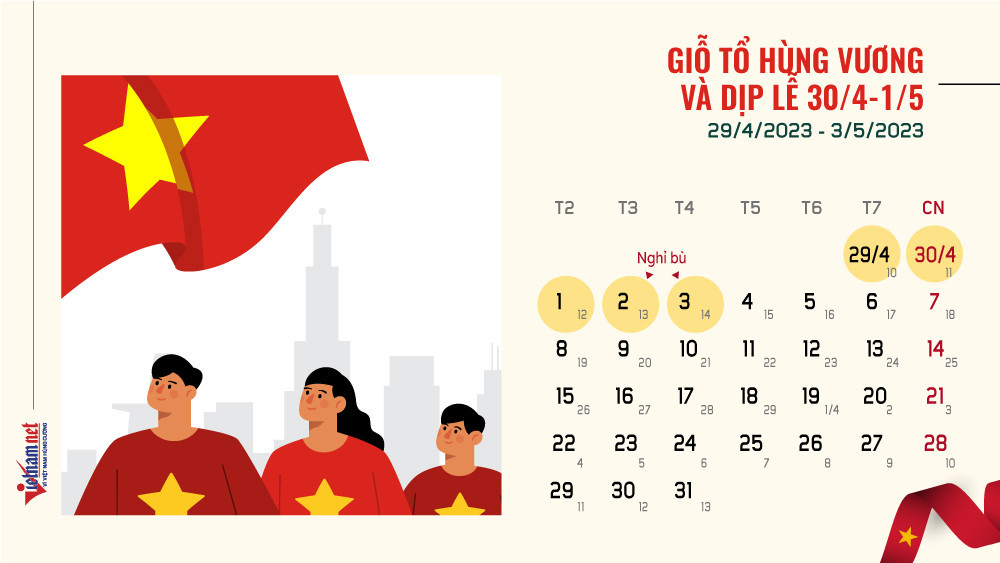 GIỖ TỔ HÙNG VƯƠNG
VÀ DỊP LỄ 30/4-1/5
29/4/2023 - 3/5/2023
T2 T3 T4 T5 T6 T7 CN
29/4 10 30/4 11
Nghỉ bù
1 12 2 13 3 14 4 15 5 16 6 17 7 18
8 19 9 20 10 21 11 22 12 23 13 24 14 25
15 26 16 27 17 28 18 29 19 1/4 20 2 21 3
22 4 23 5 24 6 25 7 26 8 27 9 28 10
29 11 30 12 31 13
Vietnamnet
VÌ VIỆT NAM HÙNG CƯỜNG